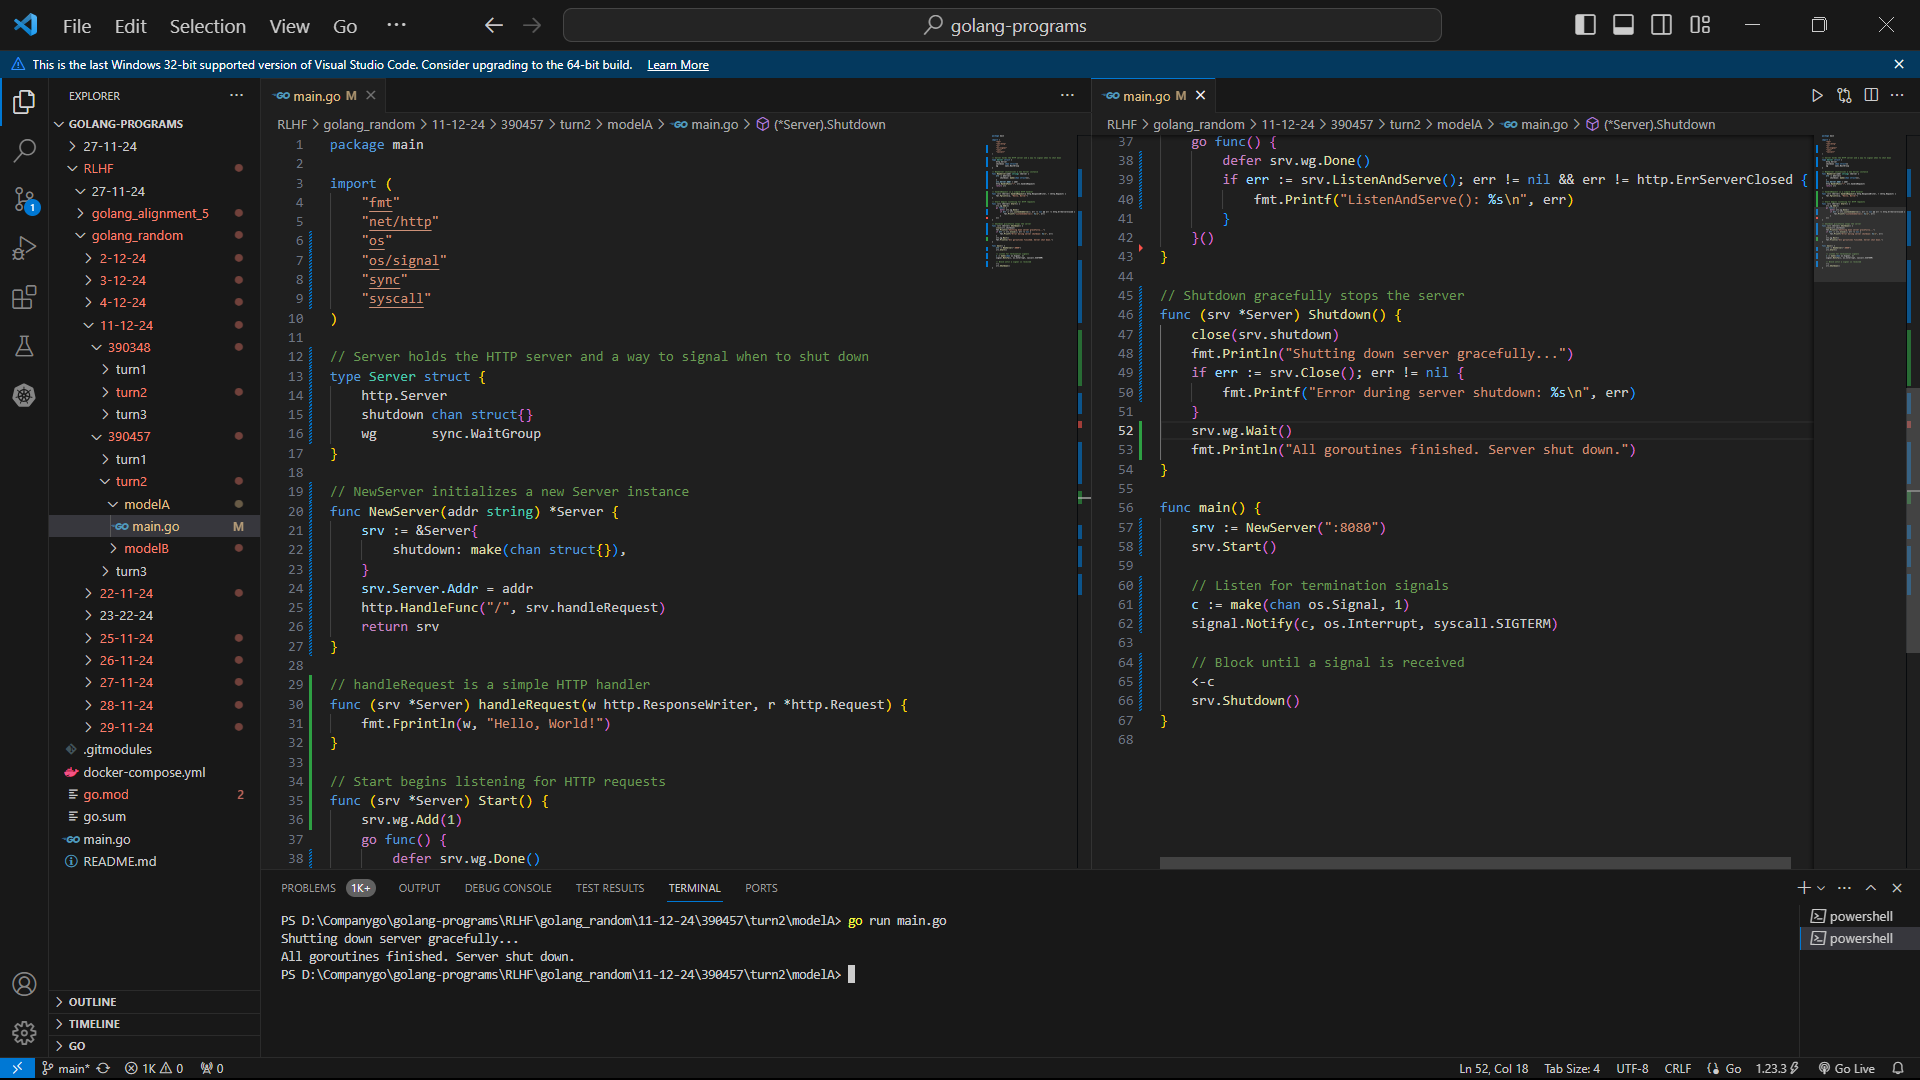 File Edit Selection View Go ···
golang-programs
This is the last Windows 32-bit supported version of Visual Studio Code. Consider upgrading to the 64-bit build. Learn More
EXPLORER
GOLANG-PROGRAMS
27-11-24
RLHF
27-11-24
golang_alignment_5
golang_random
2-12-24
3-12-24
4-12-24
11-12-24
390348
turn1
turn2
turn3
390457
turn1
turn2
modelA
main.go M
modelB
turn3
22-11-24
23-22-24
25-11-24
26-11-24
27-11-24
28-11-24
29-11-24
.gitmodules
docker-compose.yml
go.mod 2
go.sum
main.go
README.md
OUTLINE
TIMELINE
GO
1
main.go M
RLHF > golang_random > 11-12-24 > 390457 > turn2 > modelA > main.go > (*Server).Shutdown
1 package main
2
3 import (
4 "fmt"
5 "net/http"
6 "os"
7 "os/signal"
8 "sync"
9 "syscall"
10 )
11
12 // Server holds the HTTP server and a way to signal when to shut down
13 type Server struct {
14 http.Server
15 shutdown chan struct{}
16 wg sync.WaitGroup
17 }
18
19 // NewServer initializes a new Server instance
20 func NewServer(addr string) *Server {
21 srv := &Server{
22 shutdown: make(chan struct{}),
23 }
24 srv.Server.Addr = addr
25 http.HandleFunc("/", srv.handleRequest)
26 return srv
27 }
28
29 // handleRequest is a simple HTTP handler
30 func (srv *Server) handleRequest(w http.ResponseWriter, r *http.Request) {
31 fmt.Fprintln(w, "Hello, World!")
32 }
33
34 // Start begins listening for HTTP requests
35 func (srv *Server) Start() {
36 srv.wg.Add(1)
37 go func() {
38 defer srv.wg.Done()
main.go M
RLHF > golang_random > 11-12-24 > 390457 > turn2 > modelA > main.go > (*Server).Shutdown
37 go func() {
38 defer srv.wg.Done()
39 if err := srv.ListenAndServe(); err != nil && err != http.ErrServerClosed {
40 fmt.Printf("ListenAndServe(): %s\n", err)
41 }
42 }()
43 }
44
45 // Shutdown gracefully stops the server
46 func (srv *Server) Shutdown() {
47 close(srv.shutdown)
48 fmt.Println("Shutting down server gracefully...")
49 if err := srv.Close(); err != nil {
50 fmt.Printf("Error during server shutdown: %s\n", err)
51 }
52 srv.wg.Wait()
53 fmt.Println("All goroutines finished. Server shut down.")
54 }
55
56 func main() {
57 srv := NewServer(":8080")
58 srv.Start()
59
60 // Listen for termination signals
61 c := make(chan os.Signal, 1)
62 signal.Notify(c, os.Interrupt, syscall.SIGTERM)
63
64 // Block until a signal is received
65 <-c
66 srv.Shutdown()
67 }
68
PROBLEMS 1K+ OUTPUT DEBUG CONSOLE TEST RESULTS TERMINAL PORTS
PS D:\Companygo\golang-programs\RLHF\golang_random\11-12-24\390457\turn2\modelA> go run main.go
Shutting down server gracefully...
All goroutines finished. Server shut down.
PS D:\Companygo\golang-programs\RLHF\golang_random\11-12-24\390457\turn2\modelA>
powershell
powershell
main* 1K 0 0 Ln 52, Col 18 Tab Size: 4 UTF-8 CRLF Go 1.23.3 Go Live